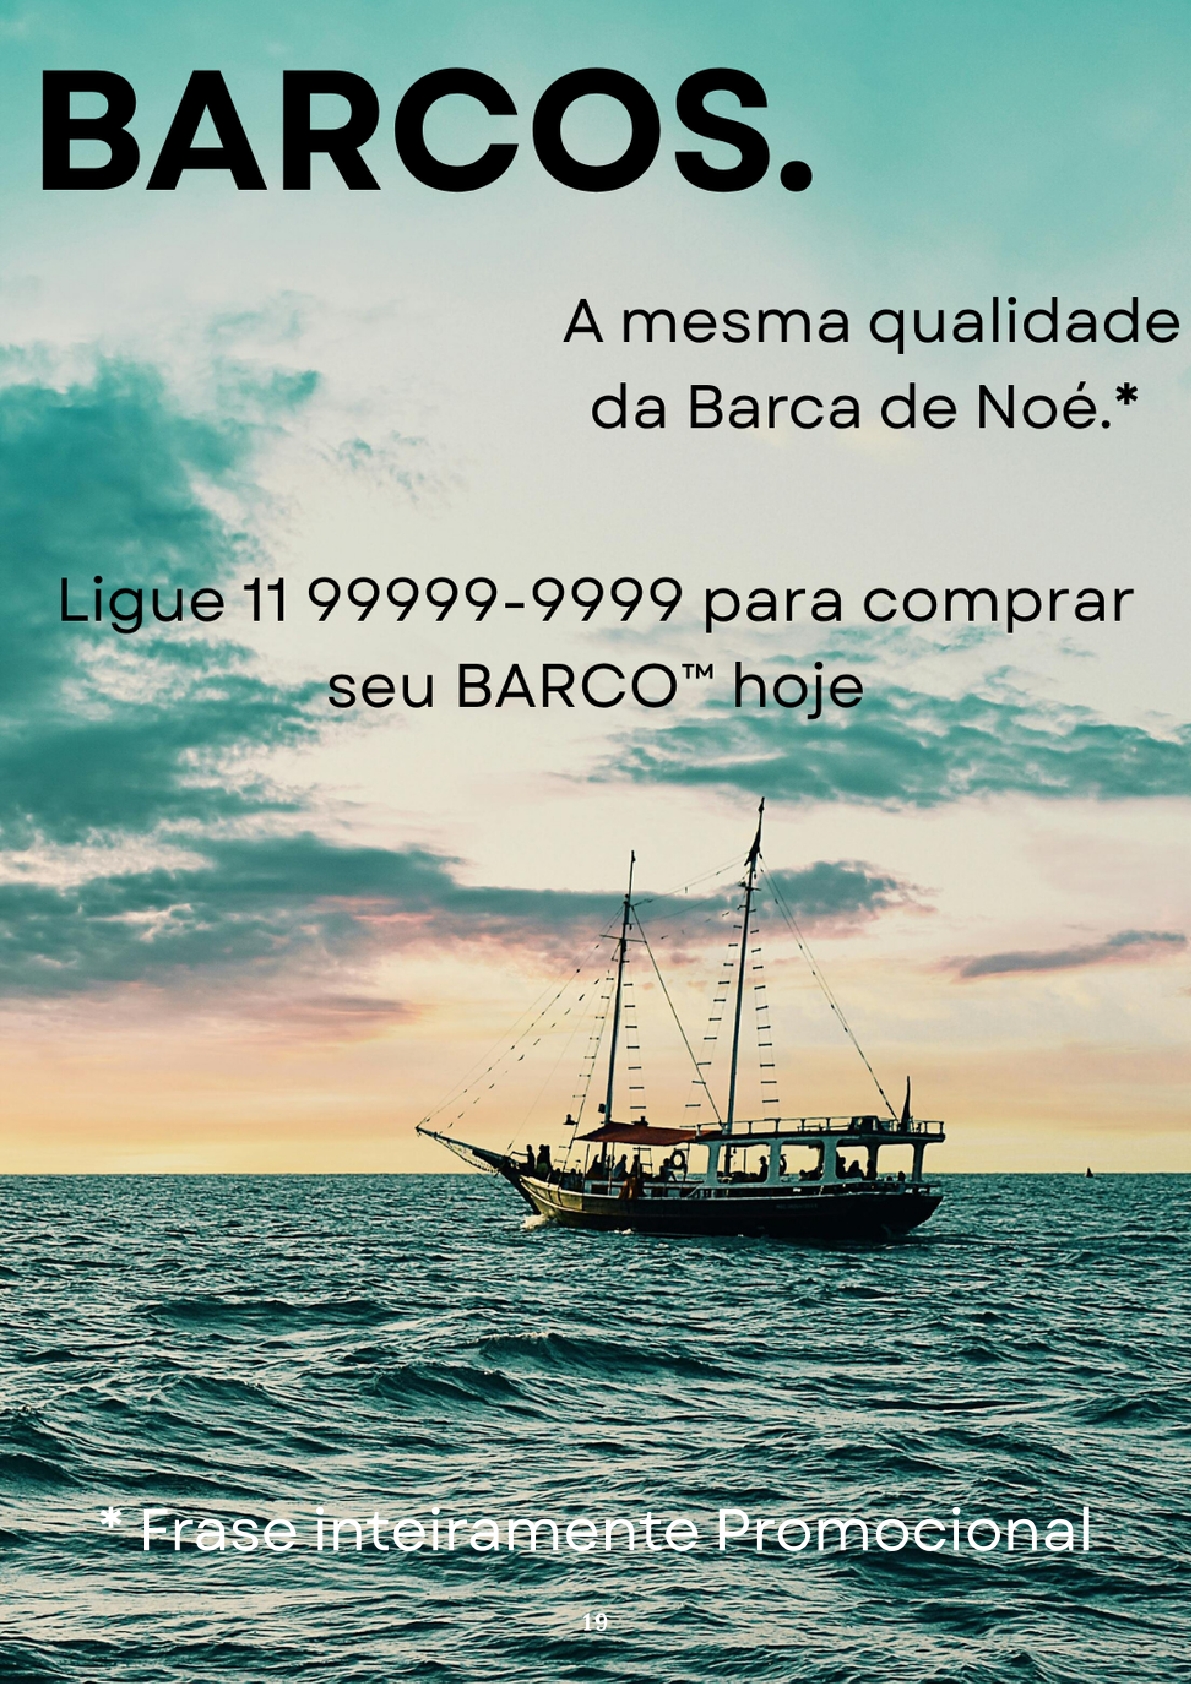 BARCOS.
A mesma qualidade
da Barca de Noé.*
Ligue 11 99999-9999 para comprar
seu BARCO™ hoje
* Frase inteiramente Promocional
19